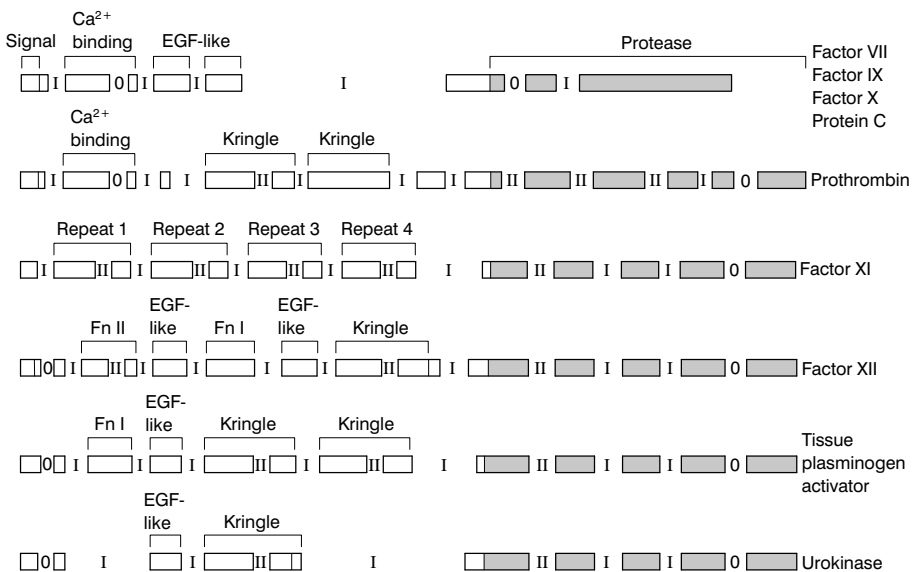 Ca²⁺
Signal binding EGF-like Protease
Factor VII
I 0 I I I 0 I
Factor IX
Factor X
Protein C
Ca²⁺
binding Kringle Kringle
I 0 I I II I I I II II II I 0 Prothrombin
Repeat 1 Repeat 2 Repeat 3 Repeat 4
I II I II I II I II I II I I 0 Factor XI
EGF- EGF-
Fn II like Fn I like Kringle
0 I II I I I I II I II I I 0 Factor XII
EGF-
Fn I like Kringle Kringle
Tissue
0 I I I II I II I II I I 0 plasminogen
activator
EGF-
like Kringle
0 I I II I II I I 0 Urokinase